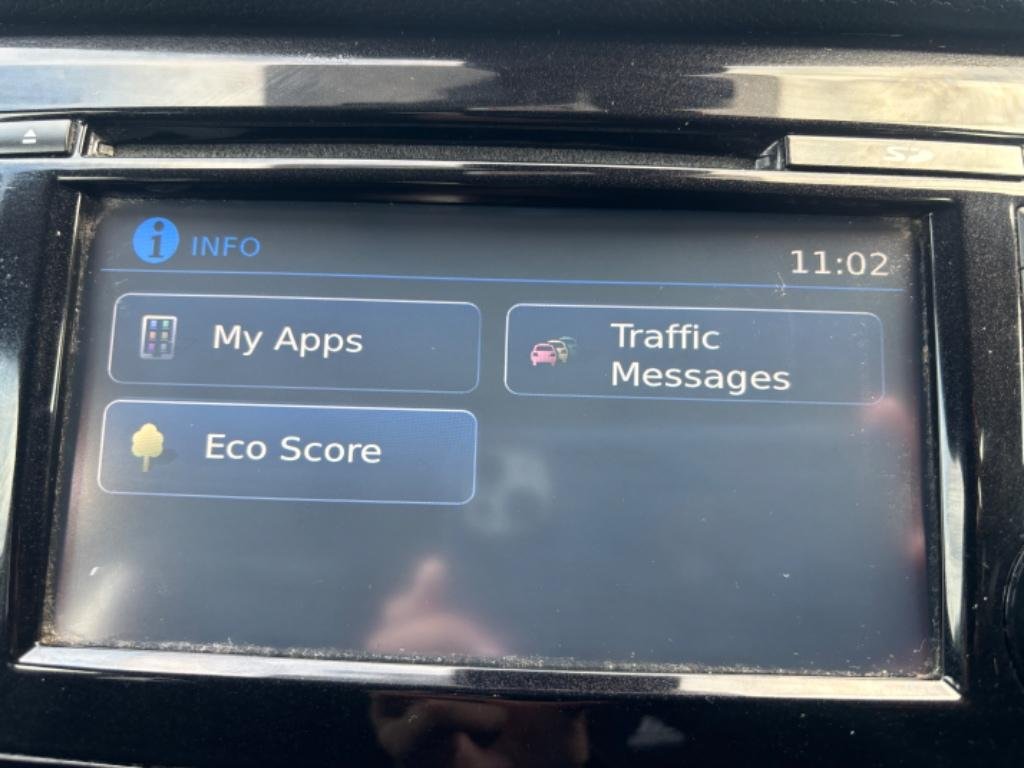 SD
INFO
11:02
My Apps
Traffic
Messages
Eco Score